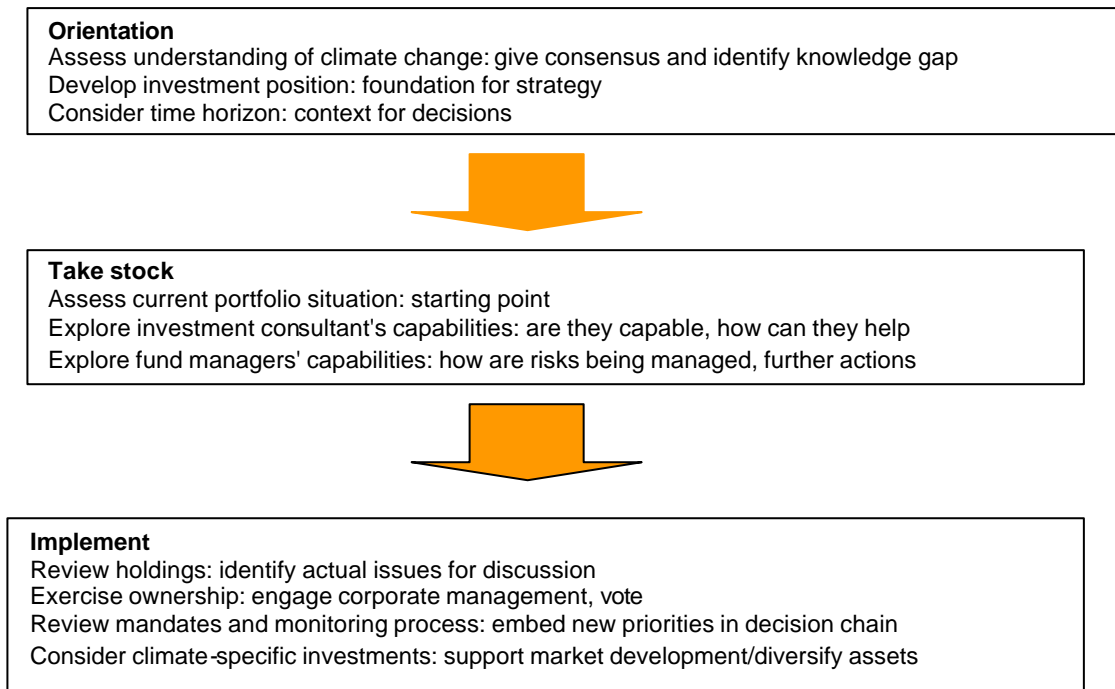 Orientation
Assess understanding of climate change: give consensus and identify knowledge gap
Develop investment position: foundation for strategy
Consider time horizon: context for decisions
Take stock
Assess current portfolio situation: starting point
Explore investment consultant's capabilities: are they capable, how can they help
Explore fund managers' capabilities: how are risks being managed, further actions
Implement
Review holdings: identify actual issues for discussion
Exercise ownership: engage corporate management, vote
Review mandates and monitoring process: embed new priorities in decision chain
Consider climate-specific investments: support market development/diversify assets